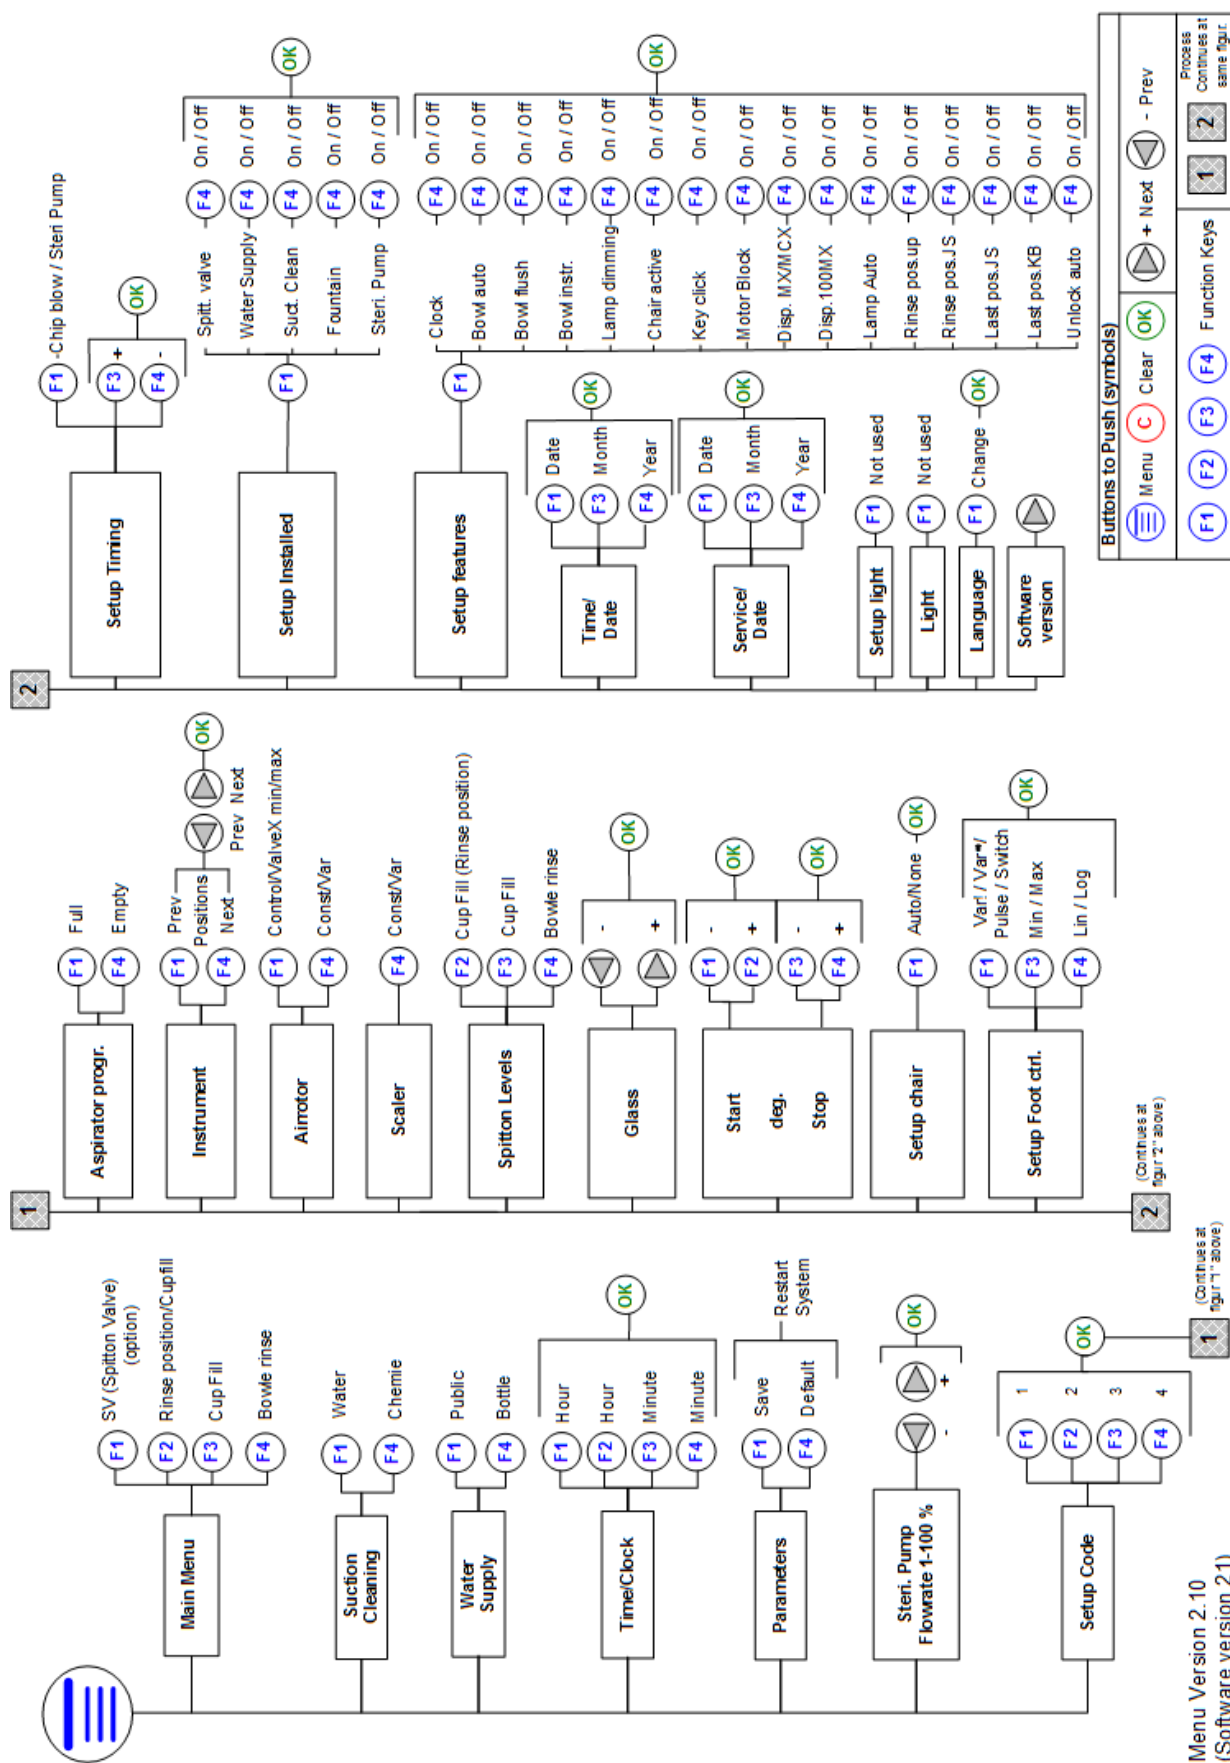 Main Menu
F1 SV (Spitton Valve)
(option)
F2 Rinse position/Cupfill
F3 Cup Fill
F4 Bowle rinse
Suction
Cleaning
F1 Water
F4 Chemie
Water
Supply
F1 Public
F4 Bottle
Time/Clock
F1 Hour
F2 Hour
F3 Minute
F4 Minute
OK
Parameters
F1 Save
F4 Default
Restart
System
Steri. Pump
Flowrate 1-100 %
- +
OK
Setup Code
F1 1
F2 2
F3 3
F4 4
OK
1
(Continues at
figur "1" above)
Menu Version 2.10
(Software version 2.1)
1
Aspirator progr.
F1 Full
F4 Empty
Instrument
F1 Prev
Positions
F4 Next
Prev Next
OK
Airrotor
F1 Control/ValveX min/max
F4 Const/Var
Scaler
F4 Const/Var
Spitton Levels
F2 Cup Fill (Rinse position)
F3 Cup Fill
F4 Bowle rinse
Glass
-
+
OK
Start
deg.
Stop
F1 -
F2 +
OK
F3 -
F4 +
OK
Setup chair
F1 Auto/None OK
Setup Foot ctrl.
F1 Var! / Var*/
Pulse / Switch
F3 Min / Max
F4 Lin / Log
OK
2
(Continues at
figur "2" above)
2
Setup Timing
F1 -Chip blow / Steri Pump
F3 +
F4 -
OK
Setup Installed
F1
Spitt. valve F4 On / Off
Water Supply F4 On / Off
Suct. Clean F4 On / Off
Fountain F4 On / Off
Steri. Pump F4 On / Off
OK
Setup features
F1
Clock F4 On / Off
Bowl auto F4 On / Off
Bowl flush F4 On / Off
Bowl instr. F4 On / Off
Lamp dimming F4 On / Off
Chair active F4 On / Off
Key click F4 On / Off
Motor Block F4 On / Off
Disp. MX/MCX F4 On / Off
Disp.100MX F4 On / Off
Lamp Auto F4 On / Off
Rinse pos.up F4 On / Off
Rinse pos.JS F4 On / Off
Last pos.JS F4 On / Off
Last pos.KB F4 On / Off
Unlock auto F4 On / Off
OK
Time/
Date
F1 Date
F3 Month
F4 Year
OK
Service/
Date
F1 Date
F3 Month
F4 Year
OK
Setup light
F1 Not used
Light
F1 Not used
Language
F1 Change OK
Software
version
Buttons to Push (symbols)
Menu C Clear OK + Next - Prev
F1 F2 F3 F4 Function Keys
1 2 Process
Continues at
same figur.